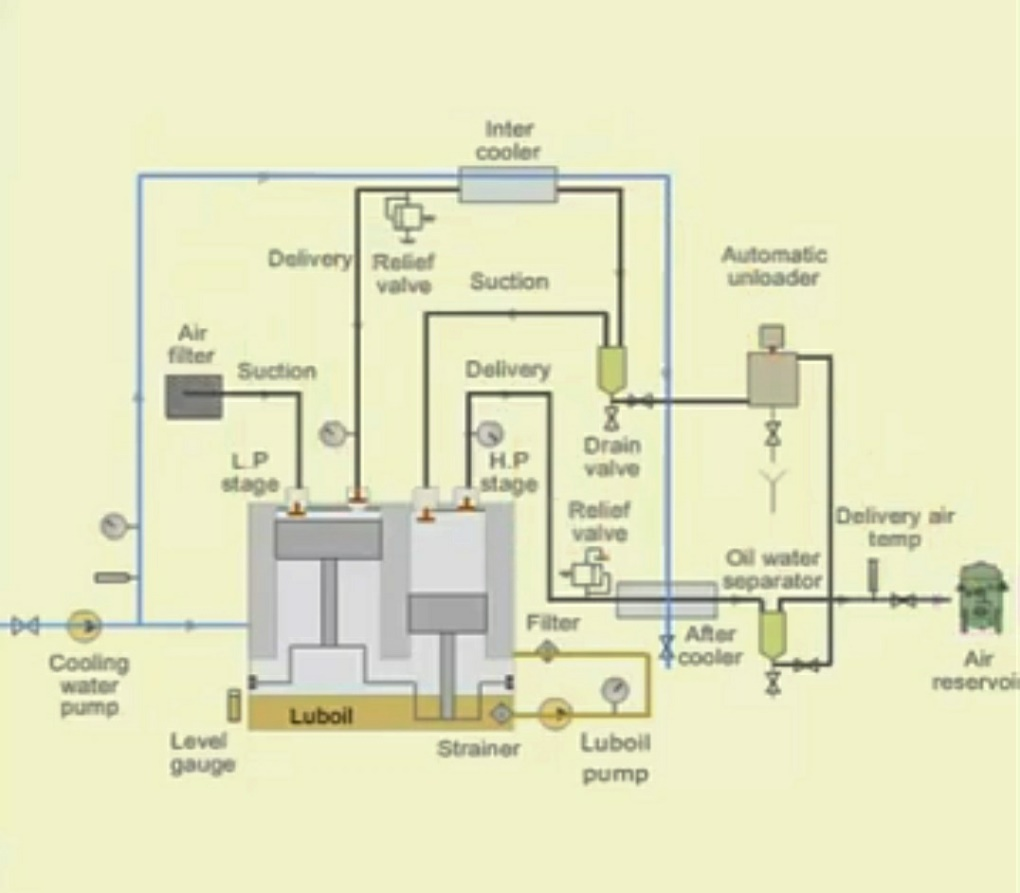 Inter
cooler
Delivery
Relief
valve
Suction
Automatic
unloader
Air
filter
Suction
Delivery
L.P
stage
H.P
stage
Drain
valve
Relief
valve
Delivery air
temp
Oil water
separator
Filter
After
cooler
Air
reservoir
Cooling
water
pump
Luboil
Level
gauge
Strainer
Luboil
pump